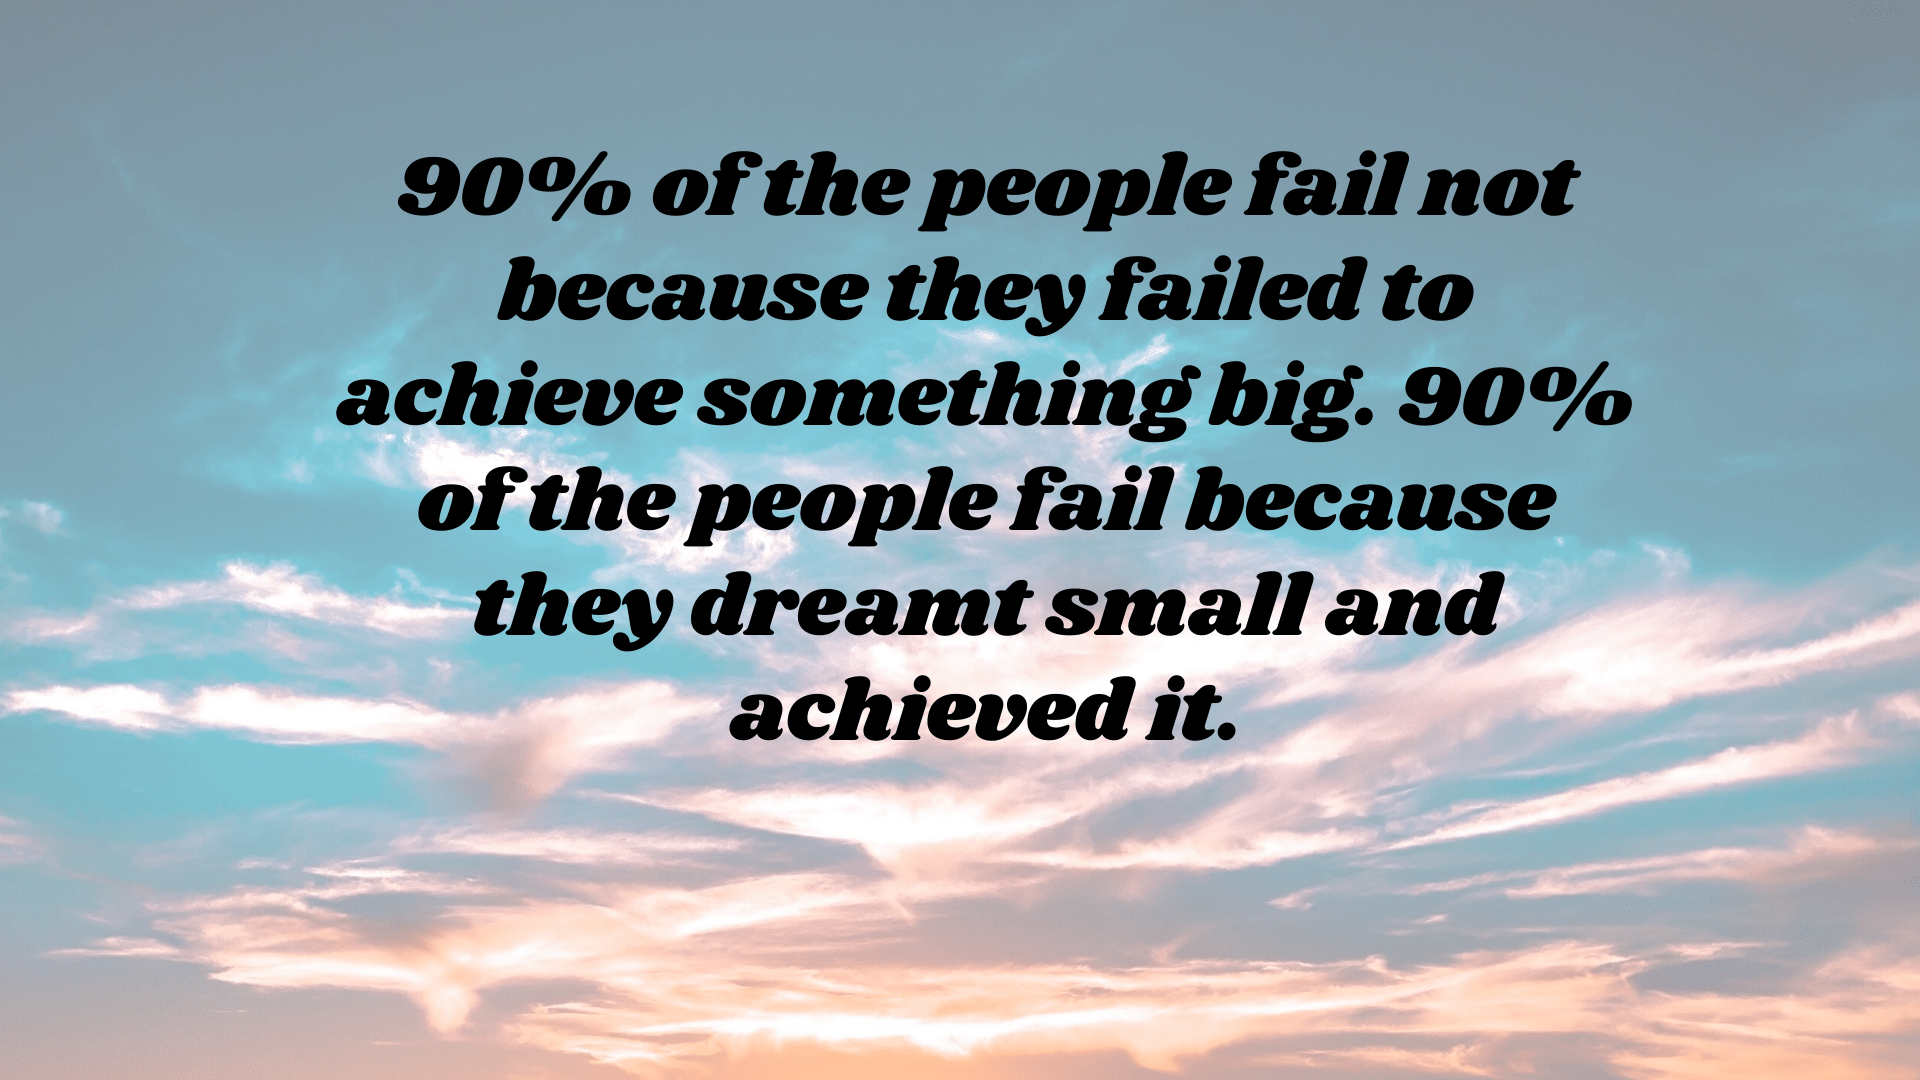 90% of the people fail not
because they failed to
achieve something big. 90%
of the people fail because
they dreamt small and
achieved it.